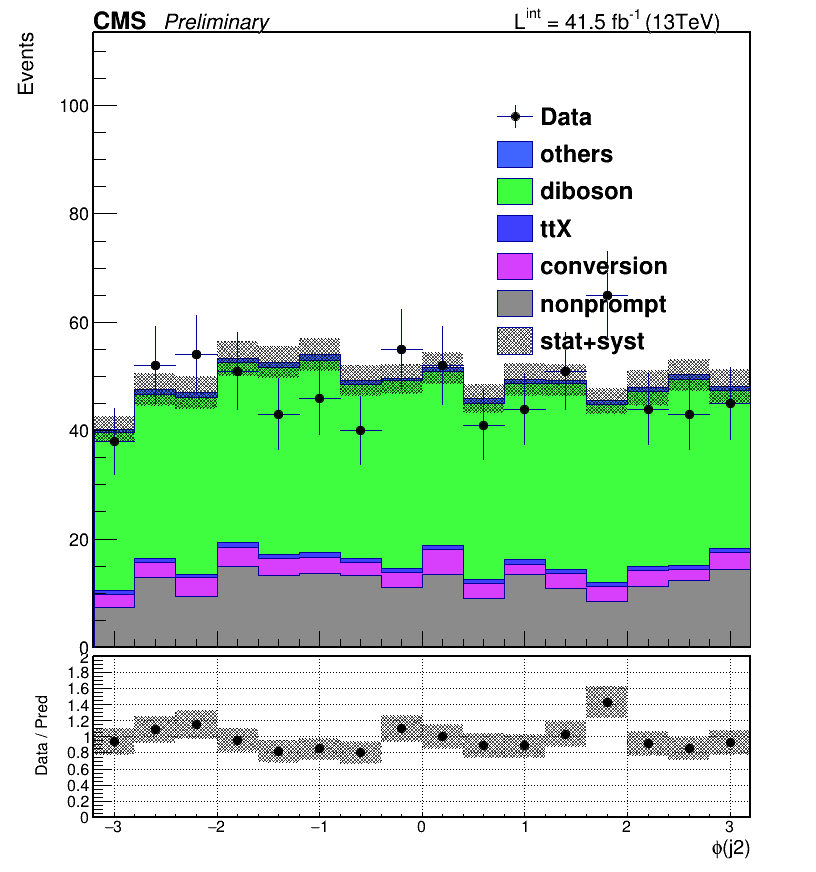 CMS Preliminary L^int = 41.5 fb^-1 (13TeV)
Events
100
80
60
40
20
0
Data
others
diboson
ttX
conversion
nonprompt
stat+syst
Data / Pred
2
1.8
1.6
1.4
1.2
1
0.8
0.6
0.4
0.2
0
−3 −2 −1 0 1 2 3
ϕ(j2)